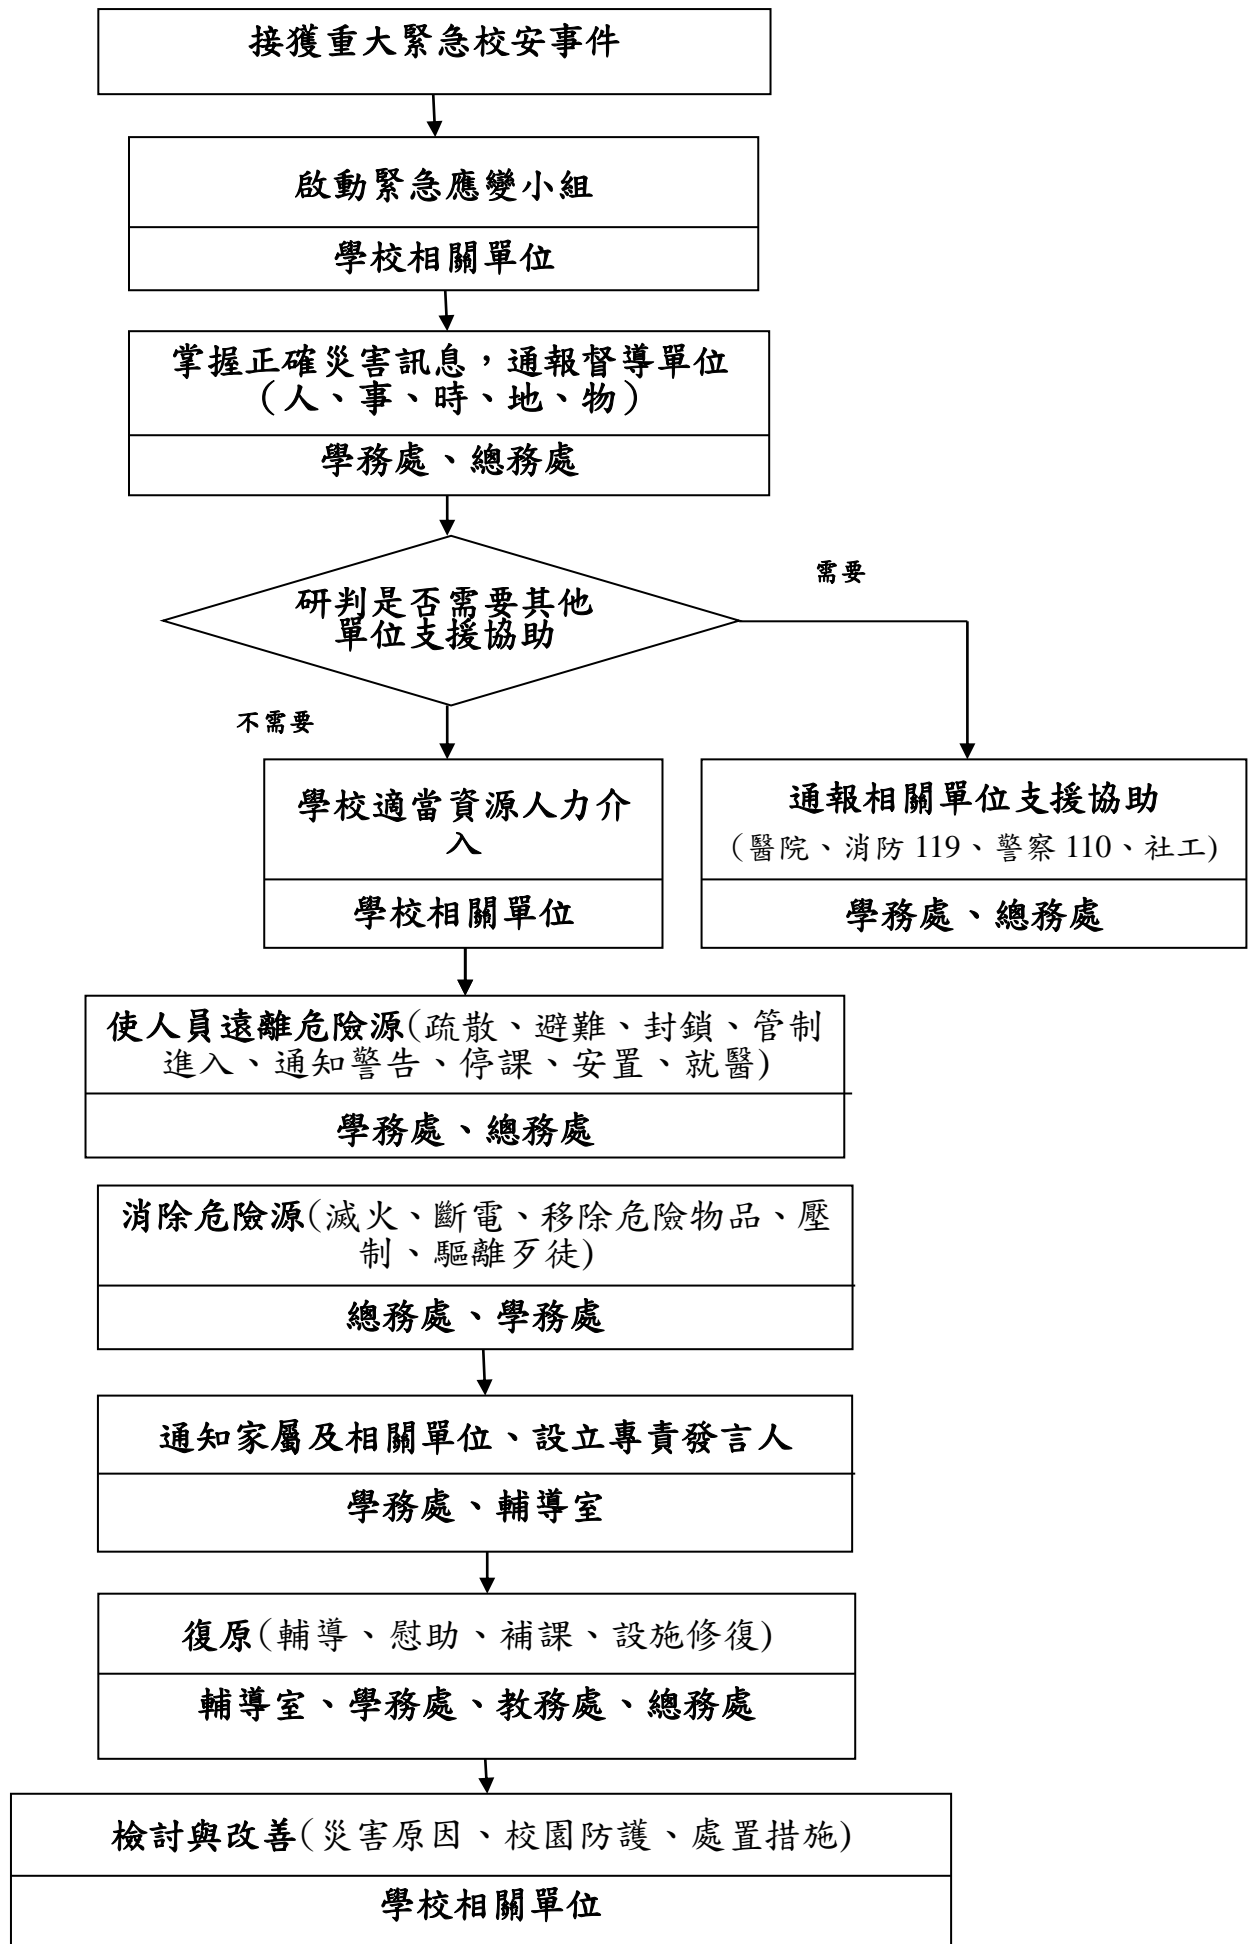 接獲重大緊急校安事件
啟動緊急應變小組
學校相關單位
掌握正確災害訊息，通報督導單位
（人、事、時、地、物）
學務處、總務處
需要
研判是否需要其他
單位支援協助
不需要
學校適當資源人力介
入
學校相關單位
通報相關單位支援協助
（醫院、消防 119、警察 110、社工)
學務處、總務處
使人員遠離危險源(疏散、避難、封鎖、管制
進入、通知警告、停課、安置、就醫)
學務處、總務處
消除危險源(滅火、斷電、移除危險物品、壓
制、驅離歹徒)
總務處、學務處
通知家屬及相關單位、設立專責發言人
學務處、輔導室
復原(輔導、慰助、補課、設施修復)
輔導室、學務處、教務處、總務處
檢討與改善(災害原因、校園防護、處置措施)
學校相關單位